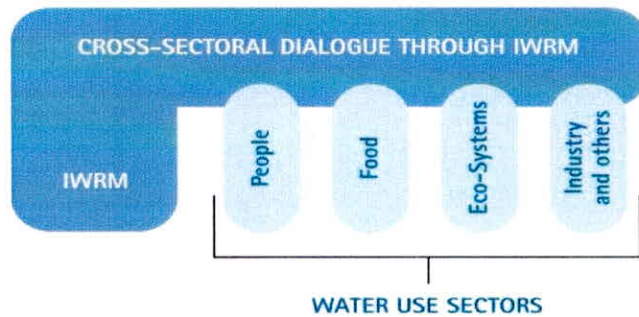 CROSS-SECTORAL DIALOGUE THROUGH IWRM
IWRM
People
Food
Eco-Systems
Industry
and others
WATER USE SECTORS